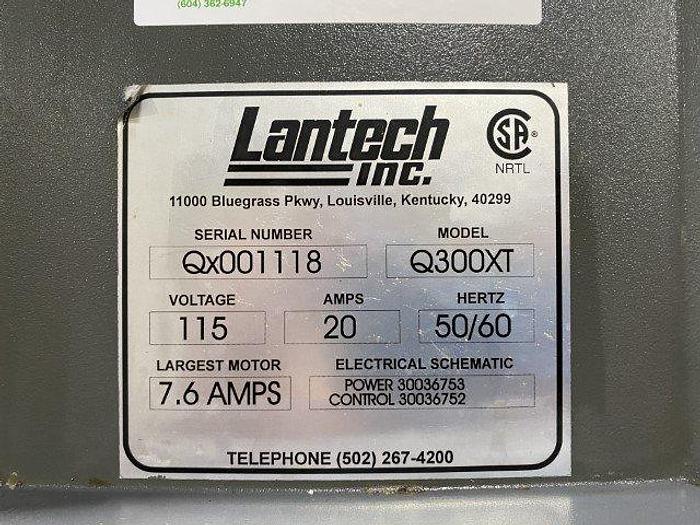 (604) 362-6947
Lantech
INC.
SA®
NRTL
11000 Bluegrass Pkwy, Louisville, Kentucky, 40299
SERIAL NUMBER MODEL
Qx001118 Q300XT
VOLTAGE AMPS HERTZ
115 20 50/60
LARGEST MOTOR ELECTRICAL SCHEMATIC
7.6 AMPS POWER 30036753
CONTROL 30036752
TELEPHONE (502) 267-4200